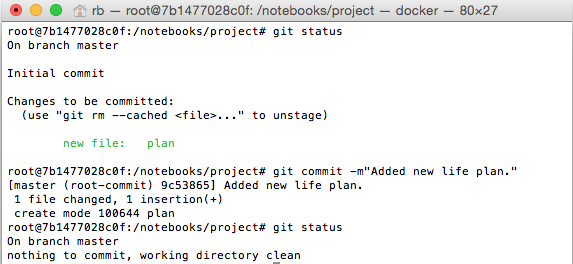 rb — root@7b1477028c0f: /notebooks/project — docker — 80×27
root@7b1477028c0f:/notebooks/project# git status
On branch master
Initial commit
Changes to be committed:
(use "git rm --cached <file>..." to unstage)
new file: plan
root@7b1477028c0f:/notebooks/project# git commit -m"Added new life plan."
[master (root-commit) 9c53865] Added new life plan.
1 file changed, 1 insertion(+)
create mode 100644 plan
root@7b1477028c0f:/notebooks/project# git status
On branch master
nothing to commit, working directory clean